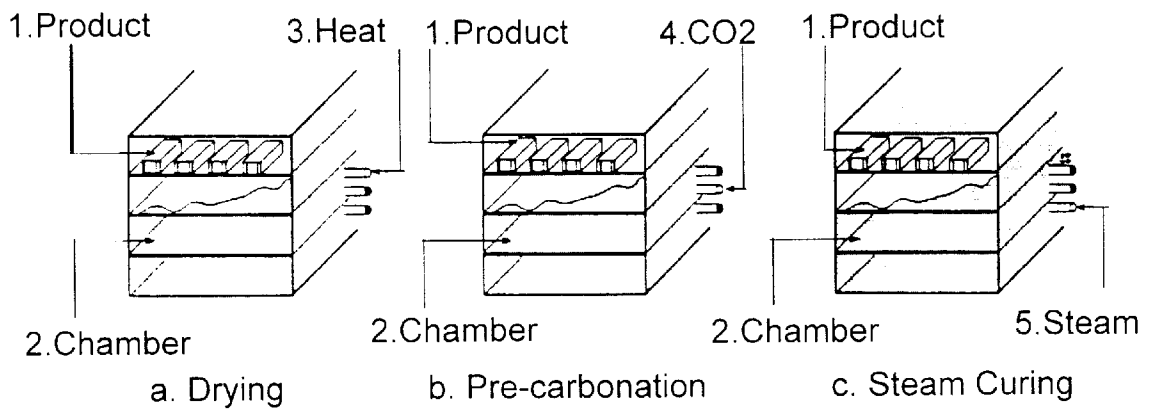 1.Product
3.Heat
1.Product
4.CO2
1.Product
2.Chamber
2.Chamber
2.Chamber
5.Steam
a. Drying
b. Pre-carbonation
c. Steam Curing